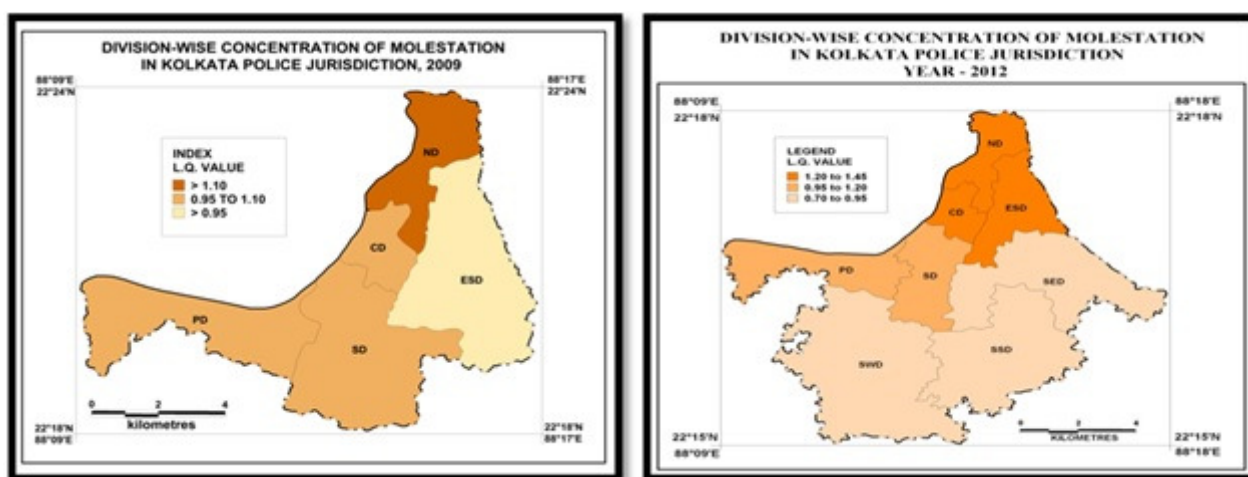 DIVISION-WISE CONCENTRATION OF MOLESTATION
IN KOLKATA POLICE JURISDICTION, 2009
88°09'E
88°17'E
22°24'N
22°24'N
INDEX
L.Q. VALUE
> 1.10
0.95 TO 1.10
> 0.95
ND
CD
ESD
PD
SD
0 2 4
kilometres
22°18'N
22°18'N
88°09'E
88°17'E
DIVISION-WISE CONCENTRATION OF MOLESTATION
IN KOLKATA POLICE JURISDICTION
YEAR - 2012
88°09'E
88°18'E
22°18'N
22°18'N
LEGEND
L.Q. VALUE
1.20 to 1.45
0.95 to 1.20
0.70 to 0.95
ND
CD
ESD
PD
SD
SED
SWD
SSD
0 2 4
KILOMETRES
22°15'N
22°15'N
88°09'E
88°18'E